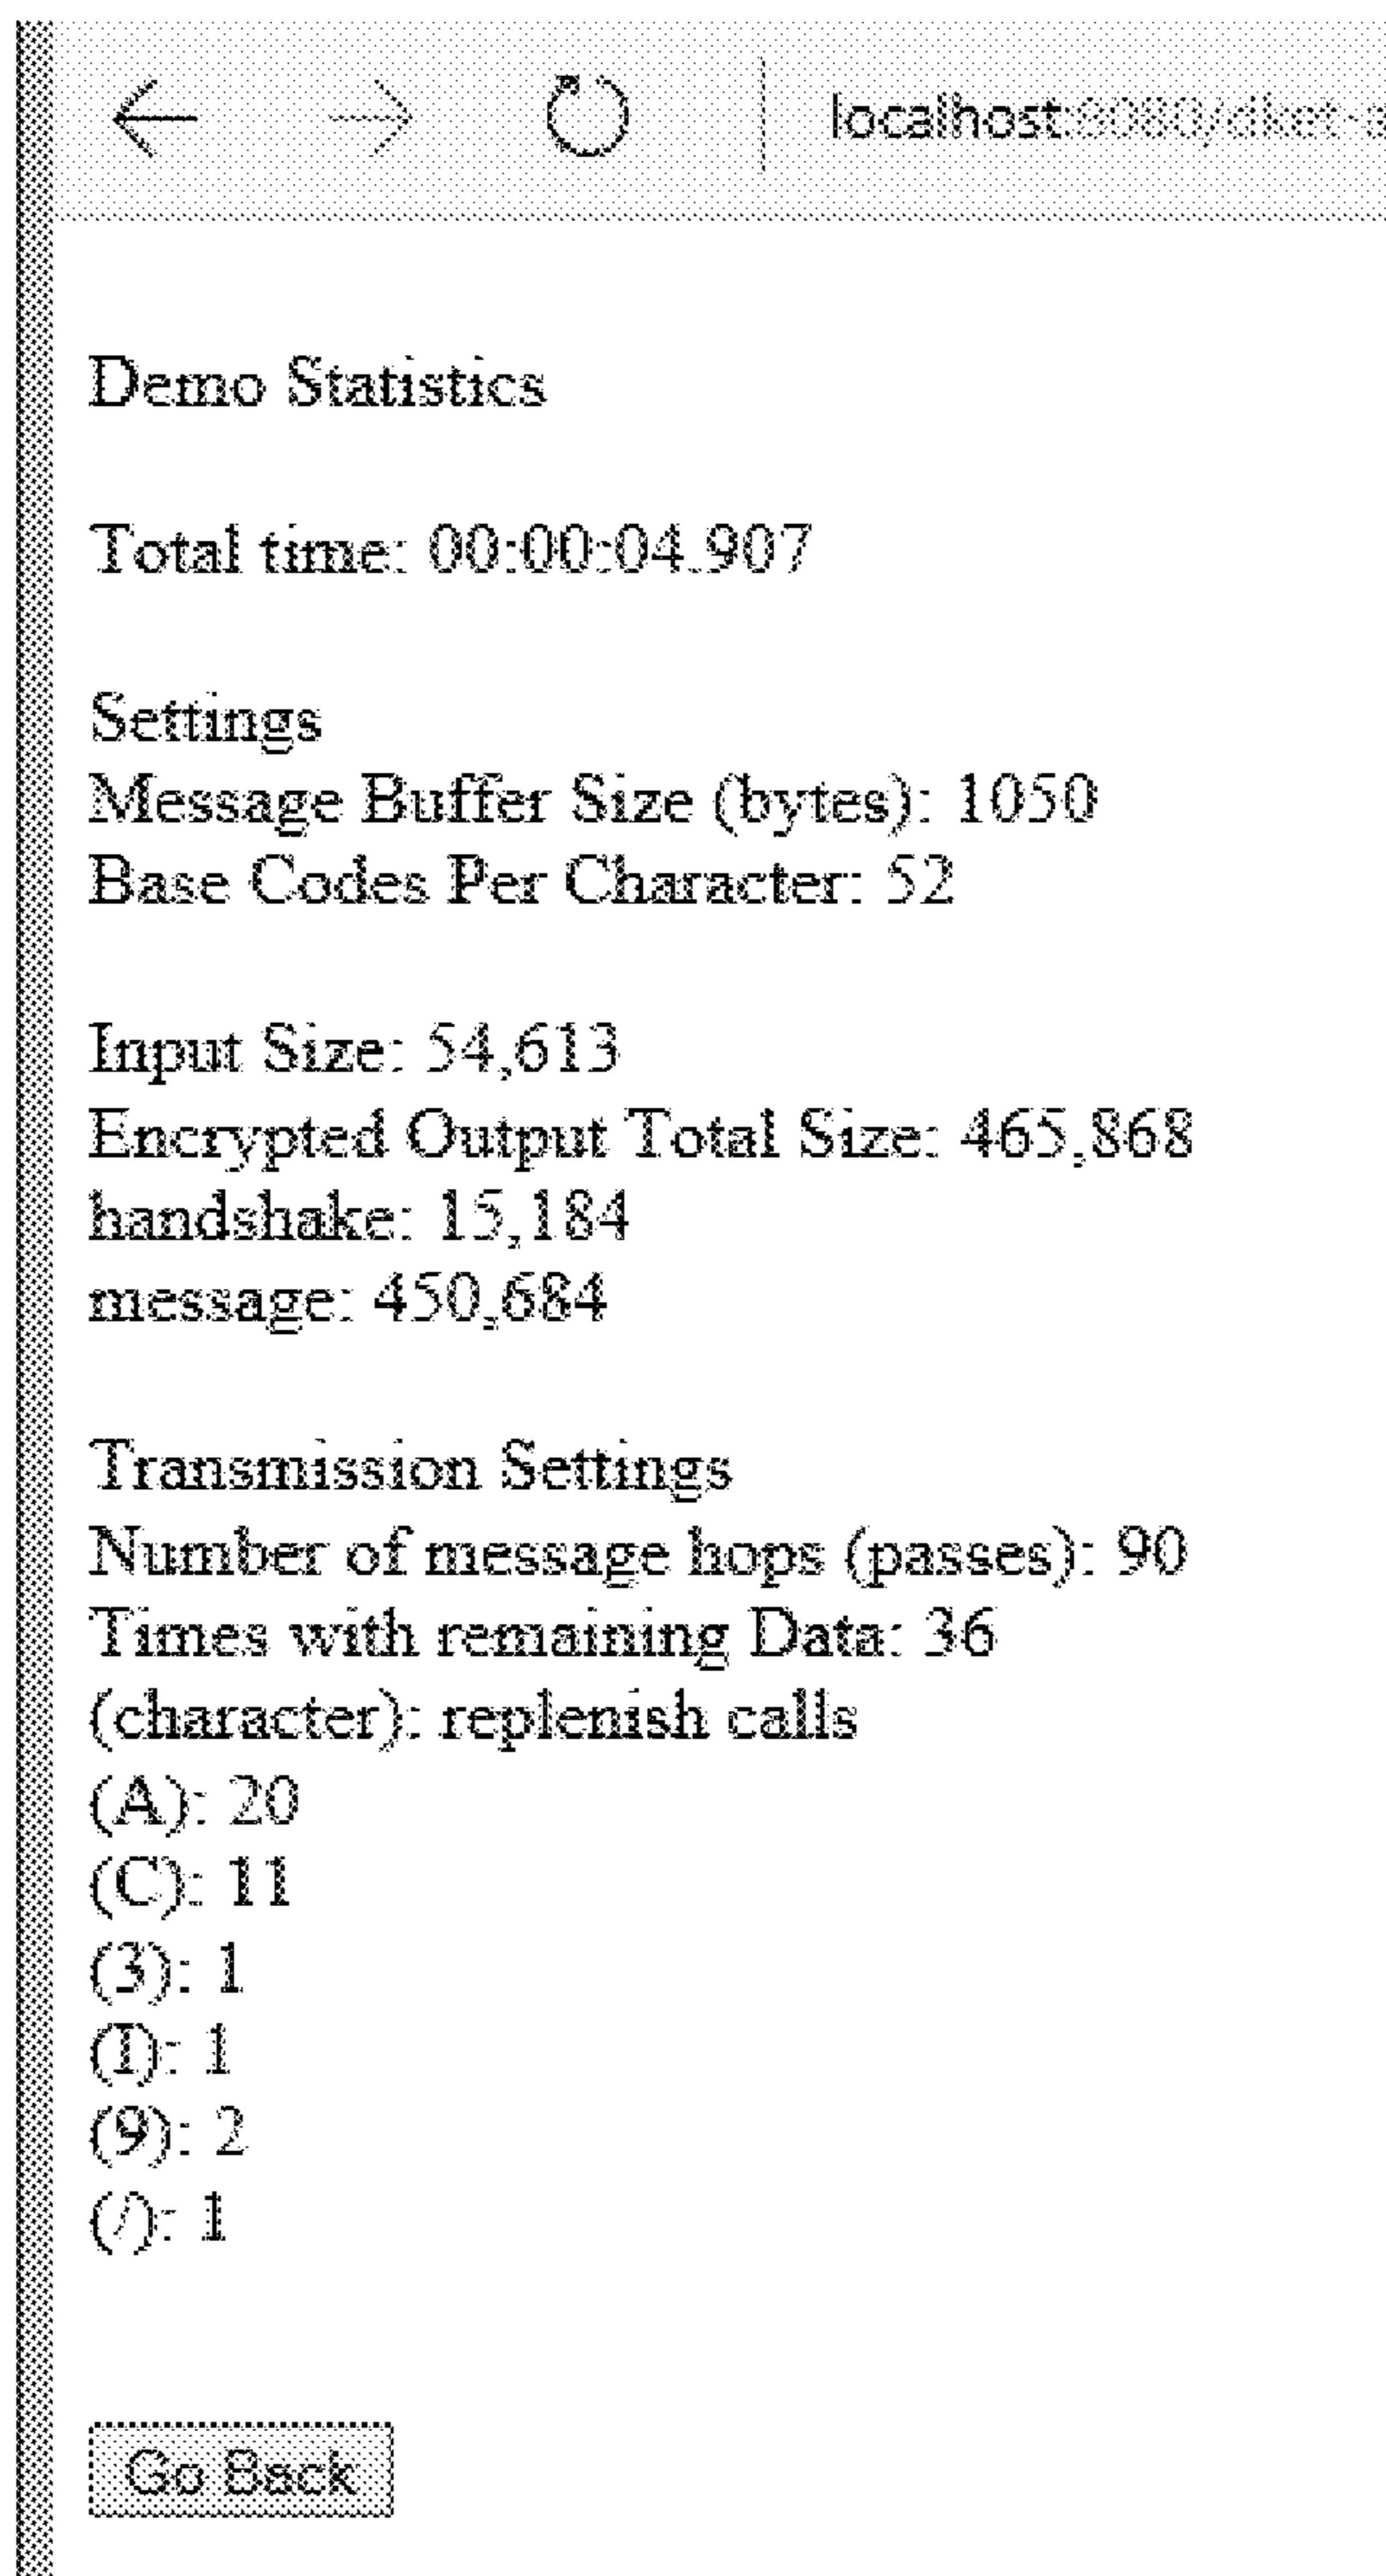 localhost:8080/
Demo Statistics
Total time: 00:00:04.907
Settings
Message Buffer Size (bytes): 1050
Base Codes Per Character: 52
Input Size: 54,613
Encrypted Output Total Size: 465,868
handshake: 15,184
message: 450,684
Transmission Settings
Number of message hops (passes): 90
Times with remaining Data: 36
(character): replenish calls
(A): 20
(C): 11
(3): 1
(I): 1
(9): 2
(/): 1
Go Back